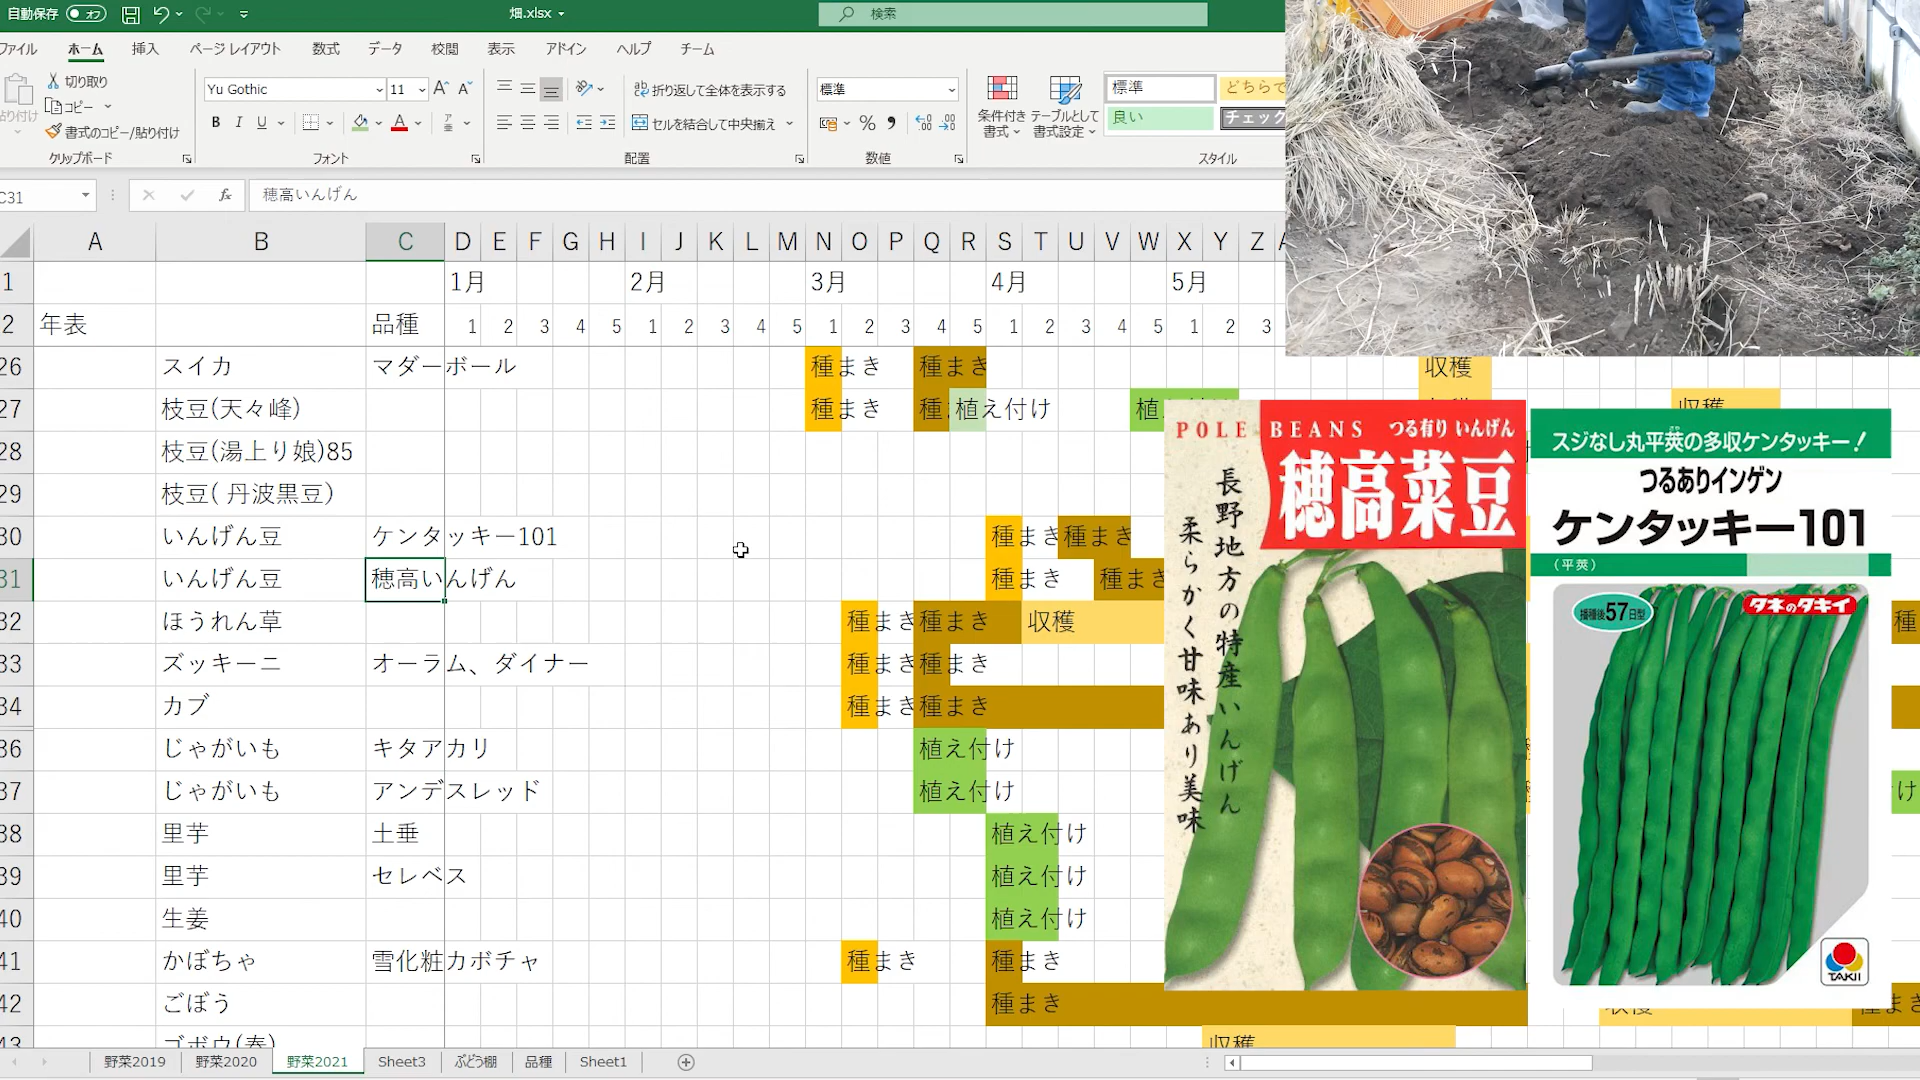 自動保存 オフ 畑.xlsx 検索
ファイル ホーム 挿入 ページ レイアウト 数式 データ 校閲 表示 アドイン ヘルプ チーム
切り取り
コピー
書式のコピー/貼り付け
クリップボード
Yu Gothic 11
B I U
フォント
折り返して全体を表示する
セルを結合して中央揃え
配置
標準
数値
条件付き書式
テーブルとして書式設定
標準 どちらで
良い チェック
スタイル
C31 fx 穂高いんげん
A B C D E F G H I J K L M N O P Q R S T U V W X Y Z
1 1月 2月 3月 4月 5月
2 年表 品種 1 2 3 4 5 1 2 3 4 5 1 2 3 4 5 1 2 3 4 5 1 2 3
26 スイカ マダーボール 種まき 種まき 収穫
27 枝豆(天々峰) 種まき 種 植え付け 植 収穫
28 枝豆(湯上り娘)85
29 枝豆( 丹波黒豆)
30 いんげん豆 ケンタッキー101 種まき 種まき
31 いんげん豆 穂高いんげん 種まき 種まき
32 ほうれん草 種まき 種まき 収穫 種
33 ズッキーニ オーラム、ダイナー 種まき 種まき
34 カブ 種まき 種まき
36 じゃがいも キタアカリ 植え付け
37 じゃがいも アンデスレッド 植え付け け
38 里芋 土垂 植え付け
39 里芋 セレベス 植え付け
40 生姜 植え付け
41 かぼちゃ 雪化粧カボチャ 種まき 種まき
42 ごぼう 種まき 収穫 種まき
43 ゴボウ(春) 収穫
野菜2019 野菜2020 野菜2021 Sheet3 ぶどう棚 品種 Sheet1
POLE BEANS つる有り いんげん
穂高菜豆
長野地方の特産いんげん
柔らかく甘味あり美味
スジなし丸平莢の多収ケンタッキー!
つるありインゲン
ケンタッキー101
(平莢)
播種後57日型
タネのタキイ
TAKII